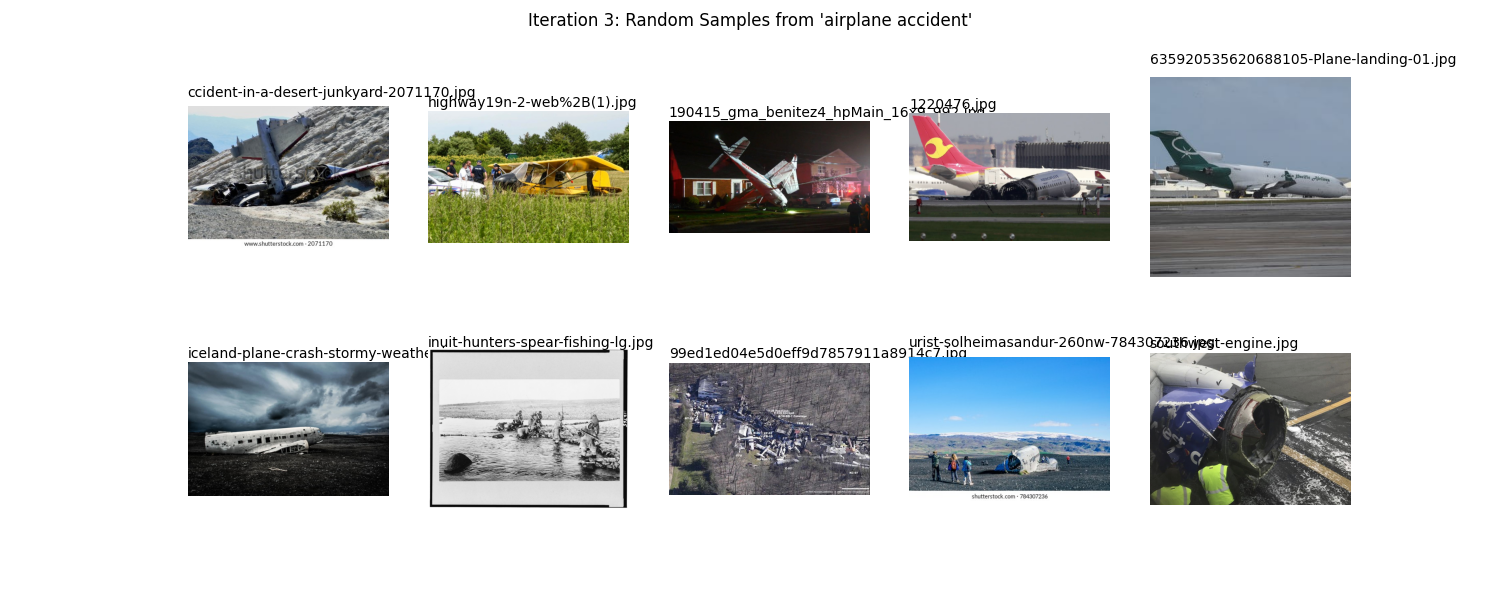 Iteration 3: Random Samples from 'airplane accident'
ccident-in-a-desert-junkyard-2071170.jpg
highway19n-2-web%2B(1).jpg
190415_gma_benitez4_hpMain_16x9_992.jpg
1220476.jpg
635920535620688105-Plane-landing-01.jpg
www.shutterstock.com · 2071170
iceland-plane-crash-stormy-weathe
inuit-hunters-spear-fishing-lg.jpg
99ed1ed04e5d0eff9d7857911a8914c7.jpg
urist-solheimasandur-260nw-784307236.jpg
southwest-engine.jpg
shutterstock.com · 784307236